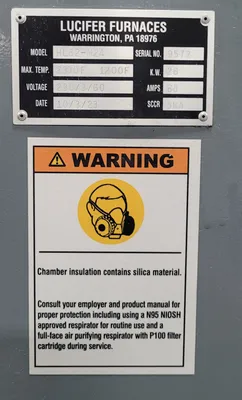 LUCIFER FURNACES
WARRINGTON, PA 18976
MODEL SERIAL NO.
MAX. TEMP. 1200F K.W.
VOLTAGE AMPS
DATE SCCR
WARNING
Chamber insulation contains silica material.
Consult your employer and product manual for
proper protection including using a N95 NIOSH
approved respirator for routine use and a
full-face air purifying respirator with P100 filter
cartridge during service.